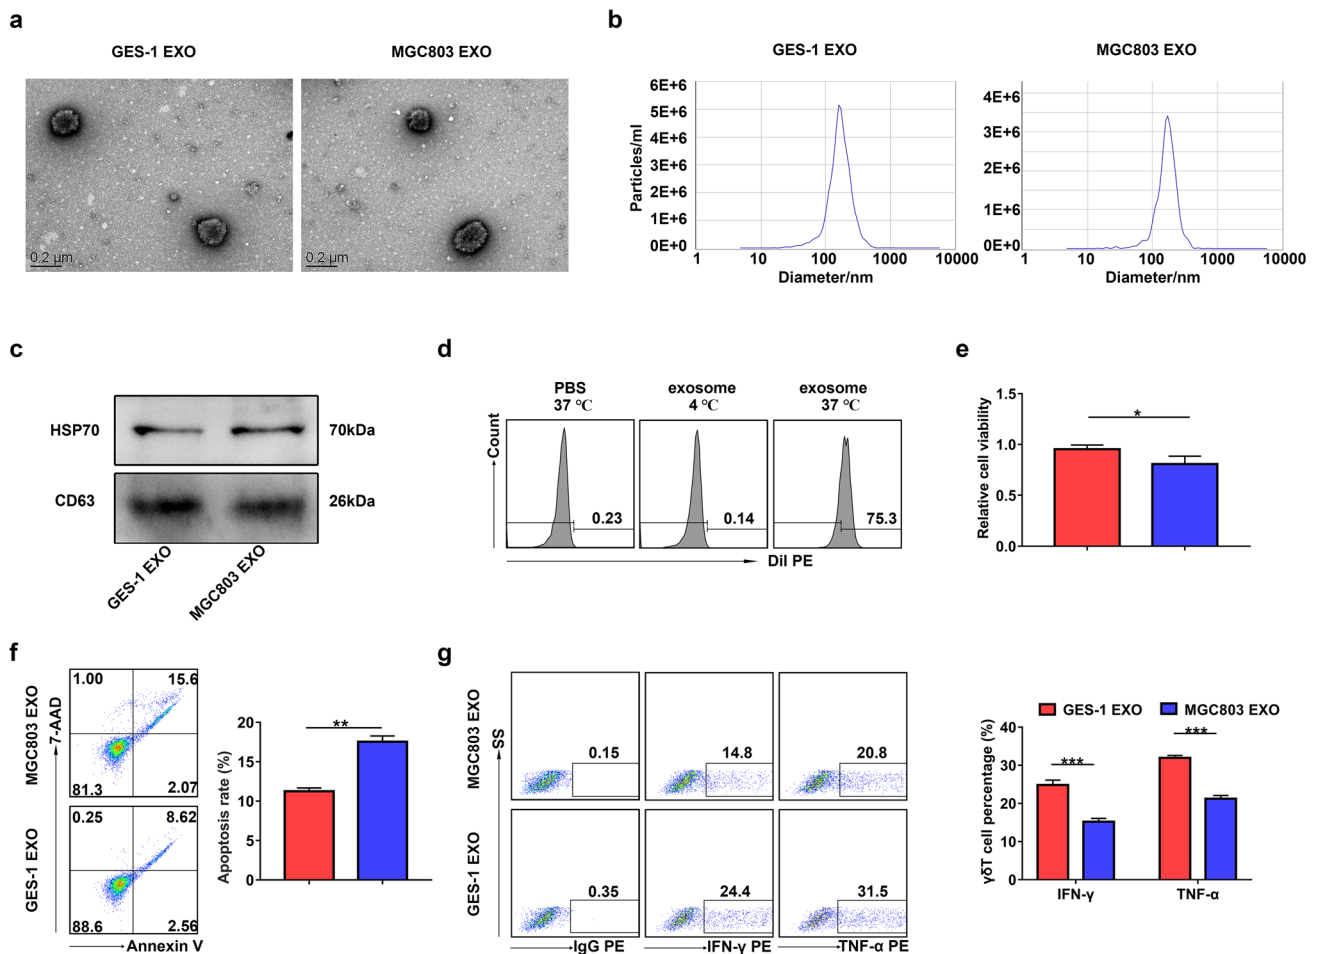 a
GES-1 EXO
MGC803 EXO
0.2 µm
0.2 µm
b
GES-1 EXO
MGC803 EXO
Particles/ml
6E+6
5E+6
4E+6
3E+6
2E+6
1E+6
0E+0
1
10
100
1000
10000
Diameter/nm
4E+6
3E+6
2E+6
1E+6
0E+0
1
10
100
1000
10000
Diameter/nm
c
HSP70
70kDa
CD63
26kDa
GES-1 EXO
MGC803 EXO
d
PBS
37 ℃
exosome
4 ℃
exosome
37 ℃
Count
0.23
0.14
75.3
Dil PE
e
Relative cell viability
1.5
1.0
0.5
0.0
*
f
MGC803 EXO
7-AAD
1.00
15.6
81.3
2.07
GES-1 EXO
0.25
8.62
88.6
2.56
Annexin V
Apoptosis rate (%)
20
15
10
5
0
**
g
MGC803 EXO
SS
0.15
14.8
20.8
GES-1 EXO
0.35
24.4
31.5
IgG PE
IFN-γ PE
TNF-α PE
GES-1 EXO
MGC803 EXO
γδT cell percentage (%)
40
30
20
10
0
***
***
IFN-γ
TNF-α